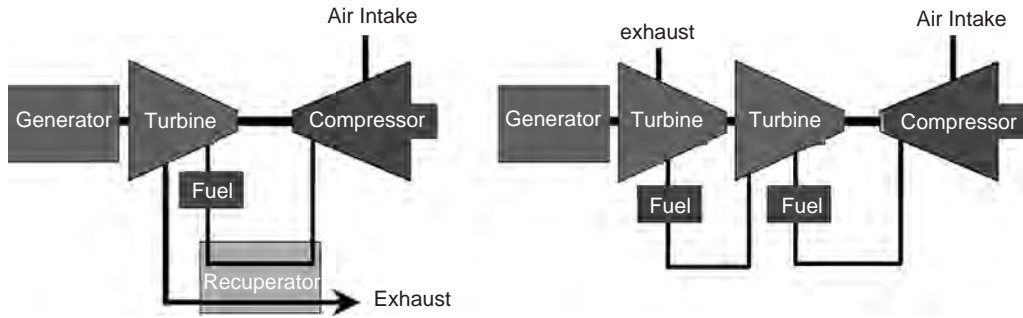 Air Intake
Generator
Turbine
Compressor
Fuel
Recuperator
Exhaust
Air Intake
exhaust
Generator
Turbine
Turbine
Compressor
Fuel
Fuel